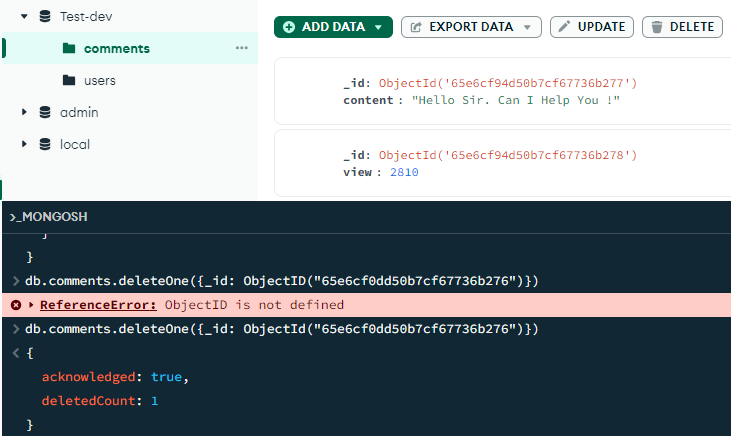 Test-dev
comments ...
users
admin
local
ADD DATA
EXPORT DATA
UPDATE
DELETE
_id: ObjectId('65e6cf94d50b7cf67736b277')
content : "Hello Sir. Can I Help You !"
_id: ObjectId('65e6cf94d50b7cf67736b278')
view : 2810
>_MONGOSH
}
}
> db.comments.deleteOne({_id: ObjectID("65e6cf0dd50b7cf67736b276")})
ReferenceError: ObjectID is not defined
> db.comments.deleteOne({_id: ObjectId("65e6cf0dd50b7cf67736b276")})
< {
acknowledged: true,
deletedCount: 1
}